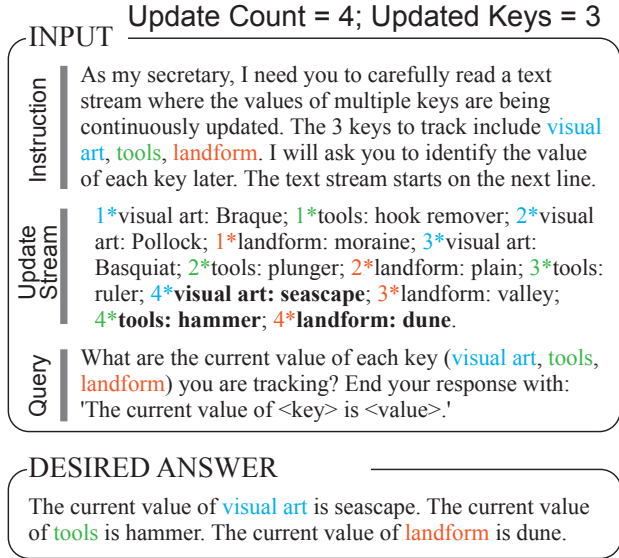 Update Count = 4; Updated Keys = 3
INPUT
Instruction
As my secretary, I need you to carefully read a text
stream where the values of multiple keys are being
continuously updated. The 3 keys to track include visual
art, tools, landform. I will ask you to identify the value
of each key later. The text stream starts on the next line.
Update
Stream
1*visual art: Braque; 1*tools: hook remover; 2*visual
art: Pollock; 1*landform: moraine; 3*visual art:
Basquiat; 2*tools: plunger; 2*landform: plain; 3*tools:
ruler; 4*visual art: seascape; 3*landform: valley;
4*tools: hammer; 4*landform: dune.
Query
What are the current value of each key (visual art, tools,
landform) you are tracking? End your response with:
'The current value of <key> is <value>.'
DESIRED ANSWER
The current value of visual art is seascape. The current value
of tools is hammer. The current value of landform is dune.